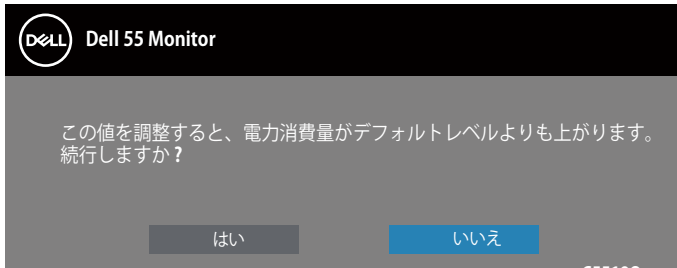 DELL
Dell 55 Monitor
この値を調整すると、電力消費量がデフォルトレベルよりも上がります。
続行しますか?
はい
いいえ